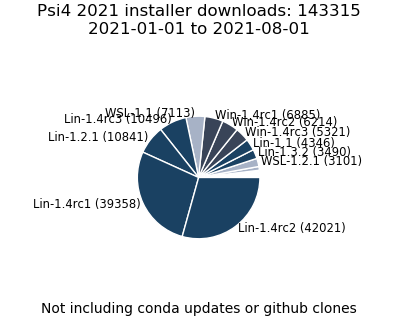 Psi4 2021 installer downloads: 143315
2021-01-01 to 2021-08-01
WSL-1.1 (7113)
Win-1.4rc1 (6885)
Lin-1.4rc3 (10496)
Win-1.4rc2 (6214)
Lin-1.2.1 (10841)
Win-1.4rc3 (5321)
Lin-1.1 (4346)
Lin-1.3.2 (3490)
WSL-1.2.1 (3101)
Lin-1.4rc1 (39358)
Lin-1.4rc2 (42021)
Not including conda updates or github clones